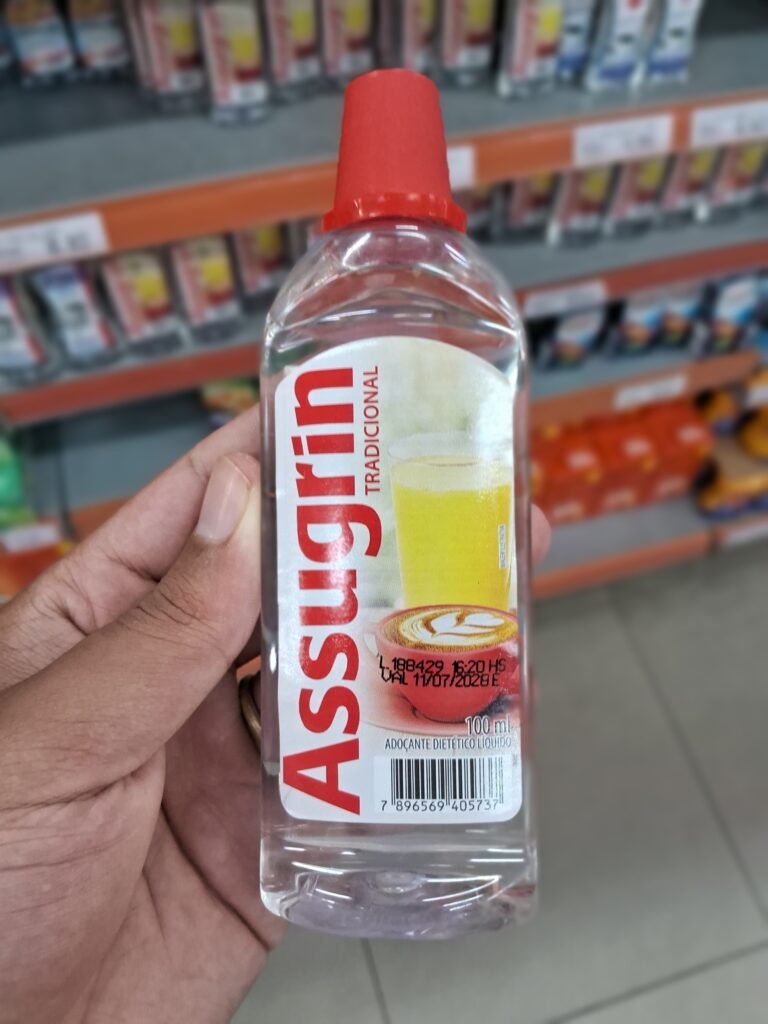 Assugrin
TRADICIONAL
L 188429 16:20 HS
VAL 11/07/2028 E
100 ml
ADOÇANTE DIETÉTICO LÍQUIDO
7 896569 405737